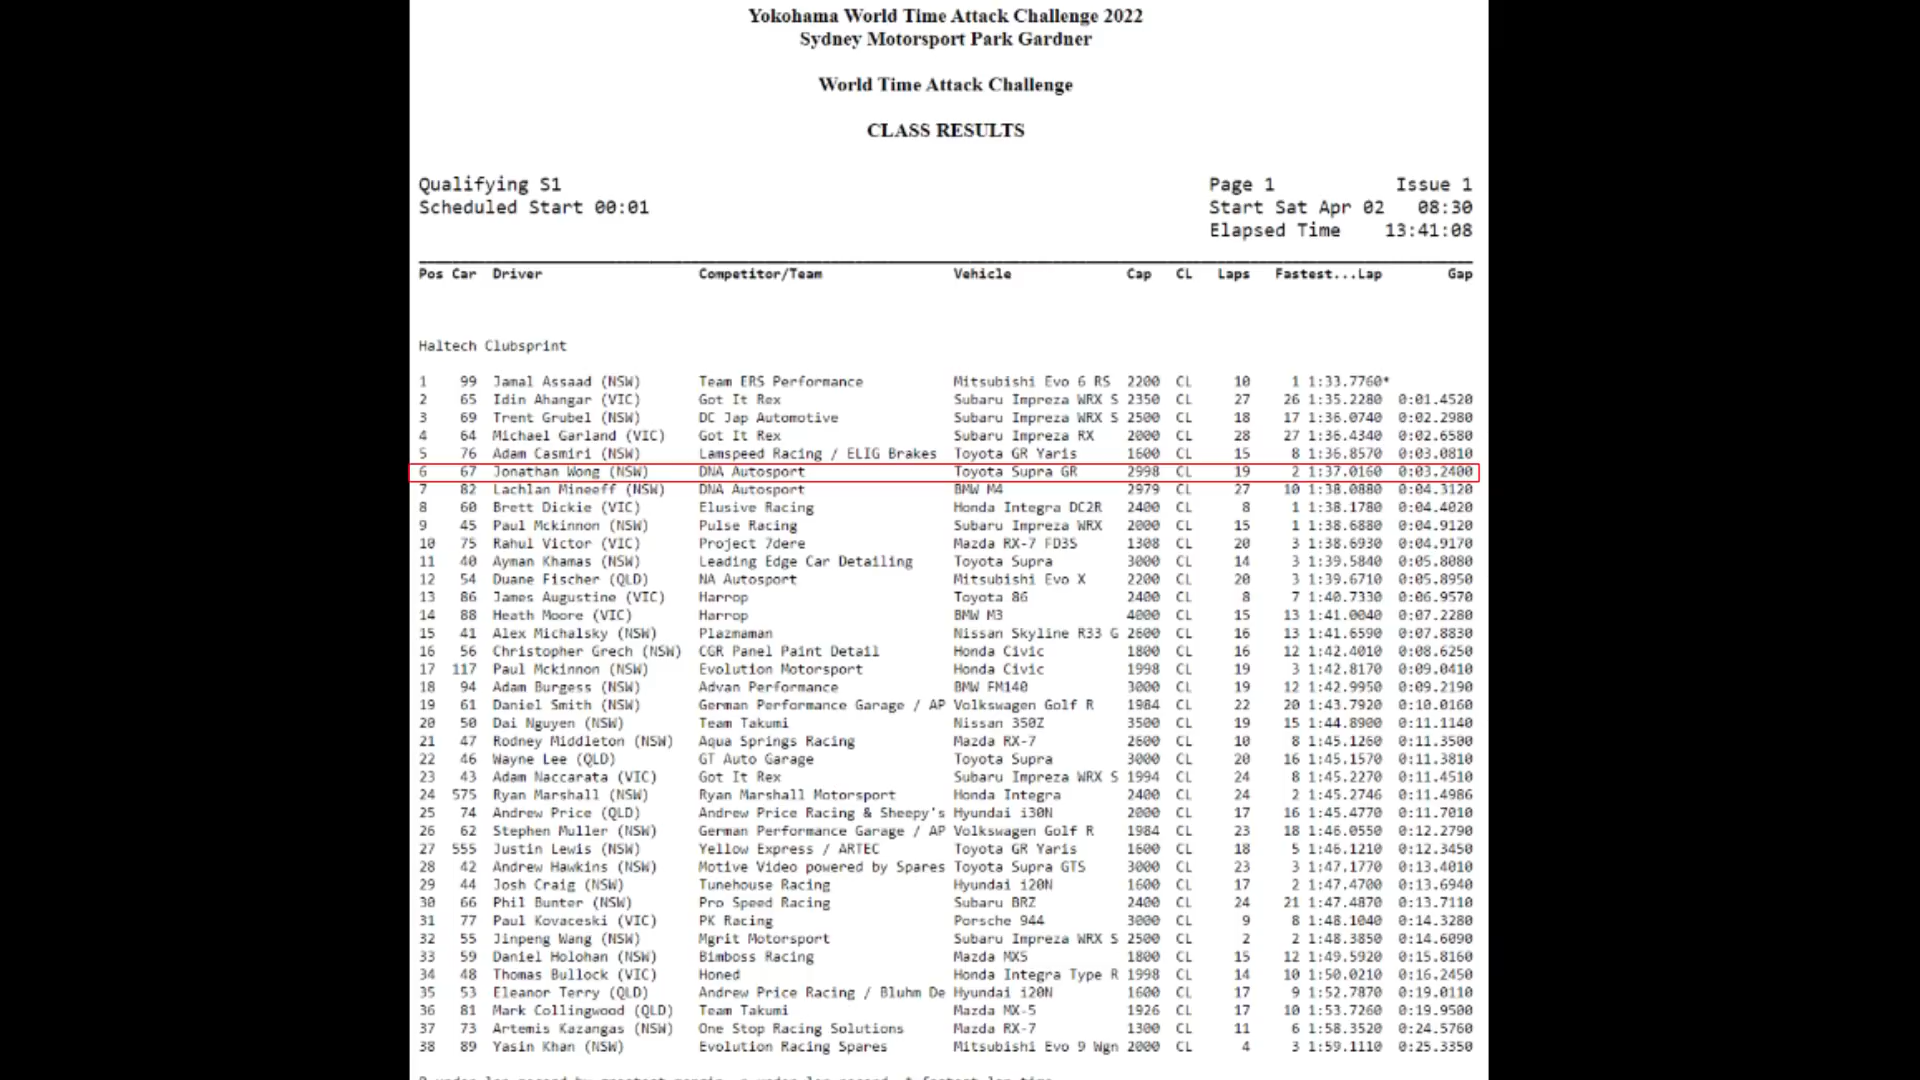 Yokohama World Time Attack Challenge 2022
Sydney Motorsport Park Gardner
World Time Attack Challenge
CLASS RESULTS
Qualifying S1 Page 1 Issue 1
Scheduled Start 00:01 Start Sat Apr 02 08:30
Elapsed Time 13:41:08
Pos Car Driver Competitor/Team Vehicle Cap CL Laps Fastest...Lap Gap
Haltech Clubsprint
1 99 Jamal Assaad (NSW) Team ERS Performance Mitsubishi Evo 6 RS 2200 CL 10 1 1:33.7760*
2 65 Idin Ahangar (VIC) Got It Rex Subaru Impreza WRX S 2350 CL 27 26 1:35.2280 0:01.4520
3 69 Trent Grubel (NSW) DC Jap Automotive Subaru Impreza WRX S 2500 CL 18 17 1:36.0740 0:02.2980
4 64 Michael Garland (VIC) Got It Rex Subaru Impreza RX 2000 CL 28 27 1:36.4340 0:02.6580
5 76 Adam Casmiri (NSW) Lamspeed Racing / ELIG Brakes Toyota GR Yaris 1600 CL 15 8 1:36.8570 0:03.0810
6 67 Jonathan Wong (NSW) DNA Autosport Toyota Supra GR 2998 CL 19 2 1:37.0160 0:03.2400
7 82 Lachlan Mineeff (NSW) DNA Autosport BMW M4 2979 CL 27 10 1:38.0880 0:04.3120
8 60 Brett Dickie (VIC) Elusive Racing Honda Integra DC2R 2400 CL 8 1 1:38.1780 0:04.4020
9 45 Paul Mckinnon (NSW) Pulse Racing Subaru Impreza WRX 2000 CL 15 1 1:38.6880 0:04.9120
10 75 Rahul Victor (VIC) Project 7dere Mazda RX-7 FD3S 1308 CL 20 3 1:38.6930 0:04.9170
11 40 Ayman Khamas (NSW) Leading Edge Car Detailing Toyota Supra 3000 CL 14 3 1:39.5840 0:05.8080
12 54 Duane Fischer (QLD) NA Autosport Mitsubishi Evo X 2200 CL 20 3 1:39.6710 0:05.8950
13 86 James Augustine (VIC) Harrop Toyota 86 2400 CL 8 7 1:40.7330 0:06.9570
14 88 Heath Moore (VIC) Harrop BMW M3 4000 CL 15 13 1:41.0040 0:07.2280
15 41 Alex Michalsky (NSW) Plazmaman Nissan Skyline R33 G 2600 CL 16 13 1:41.6590 0:07.8830
16 56 Christopher Grech (NSW) CGR Panel Paint Detail Honda Civic 1800 CL 16 12 1:42.4010 0:08.6250
17 117 Paul Mckinnon (NSW) Evolution Motorsport Honda Civic 1998 CL 19 3 1:42.8170 0:09.0410
18 94 Adam Burgess (NSW) Advan Performance BMW FM140 3000 CL 19 12 1:42.9950 0:09.2190
19 61 Daniel Smith (NSW) German Performance Garage / AP Volkswagen Golf R 1984 CL 22 20 1:43.7920 0:10.0160
20 50 Dai Nguyen (NSW) Team Takumi Nissan 350Z 3500 CL 19 15 1:44.8900 0:11.1140
21 47 Rodney Middleton (NSW) Aqua Springs Racing Mazda RX-7 2600 CL 10 8 1:45.1260 0:11.3500
22 46 Wayne Lee (QLD) GT Auto Garage Toyota Supra 3000 CL 20 16 1:45.1570 0:11.3810
23 43 Adam Naccarata (VIC) Got It Rex Subaru Impreza WRX S 1994 CL 24 8 1:45.2270 0:11.4510
24 575 Ryan Marshall (NSW) Ryan Marshall Motorsport Honda Integra 2400 CL 24 2 1:45.2746 0:11.4986
25 74 Andrew Price (QLD) Andrew Price Racing & Sheepy's Hyundai i30N 2000 CL 17 16 1:45.4770 0:11.7010
26 62 Stephen Muller (NSW) German Performance Garage / AP Volkswagen Golf R 1984 CL 23 18 1:46.0550 0:12.2790
27 555 Justin Lewis (NSW) Yellow Express / ARTEC Toyota GR Yaris 1600 CL 18 5 1:46.1210 0:12.3450
28 42 Andrew Hawkins (NSW) Motive Video powered by Spares Toyota Supra GTS 3000 CL 23 3 1:47.1770 0:13.4010
29 44 Josh Craig (NSW) Tunehouse Racing Hyundai i20N 1600 CL 17 2 1:47.4700 0:13.6940
30 66 Phil Bunter (NSW) Pro Speed Racing Subaru BRZ 2400 CL 24 21 1:47.4870 0:13.7110
31 77 Paul Kovaceski (VIC) PK Racing Porsche 944 3000 CL 9 8 1:48.1040 0:14.3280
32 55 Jinpeng Wang (NSW) Mgrit Motorsport Subaru Impreza WRX S 2500 CL 2 2 1:48.3850 0:14.6090
33 59 Daniel Holohan (NSW) Bimboss Racing Mazda MX5 1800 CL 15 12 1:49.5920 0:15.8160
34 48 Thomas Bullock (VIC) Honed Honda Integra Type R 1998 CL 14 10 1:50.0210 0:16.2450
35 53 Eleanor Terry (QLD) Andrew Price Racing / Bluhm De Hyundai i20N 1600 CL 17 9 1:52.7870 0:19.0110
36 81 Mark Collingwood (QLD) Team Takumi Mazda MX-5 1926 CL 17 10 1:53.7260 0:19.9500
37 73 Artemis Kazangas (NSW) One Stop Racing Solutions Mazda RX-7 1300 CL 11 6 1:58.3520 0:24.5760
38 89 Yasin Khan (NSW) Evolution Racing Spares Mitsubishi Evo 9 Wgn 2000 CL 4 3 1:59.1110 0:25.3350